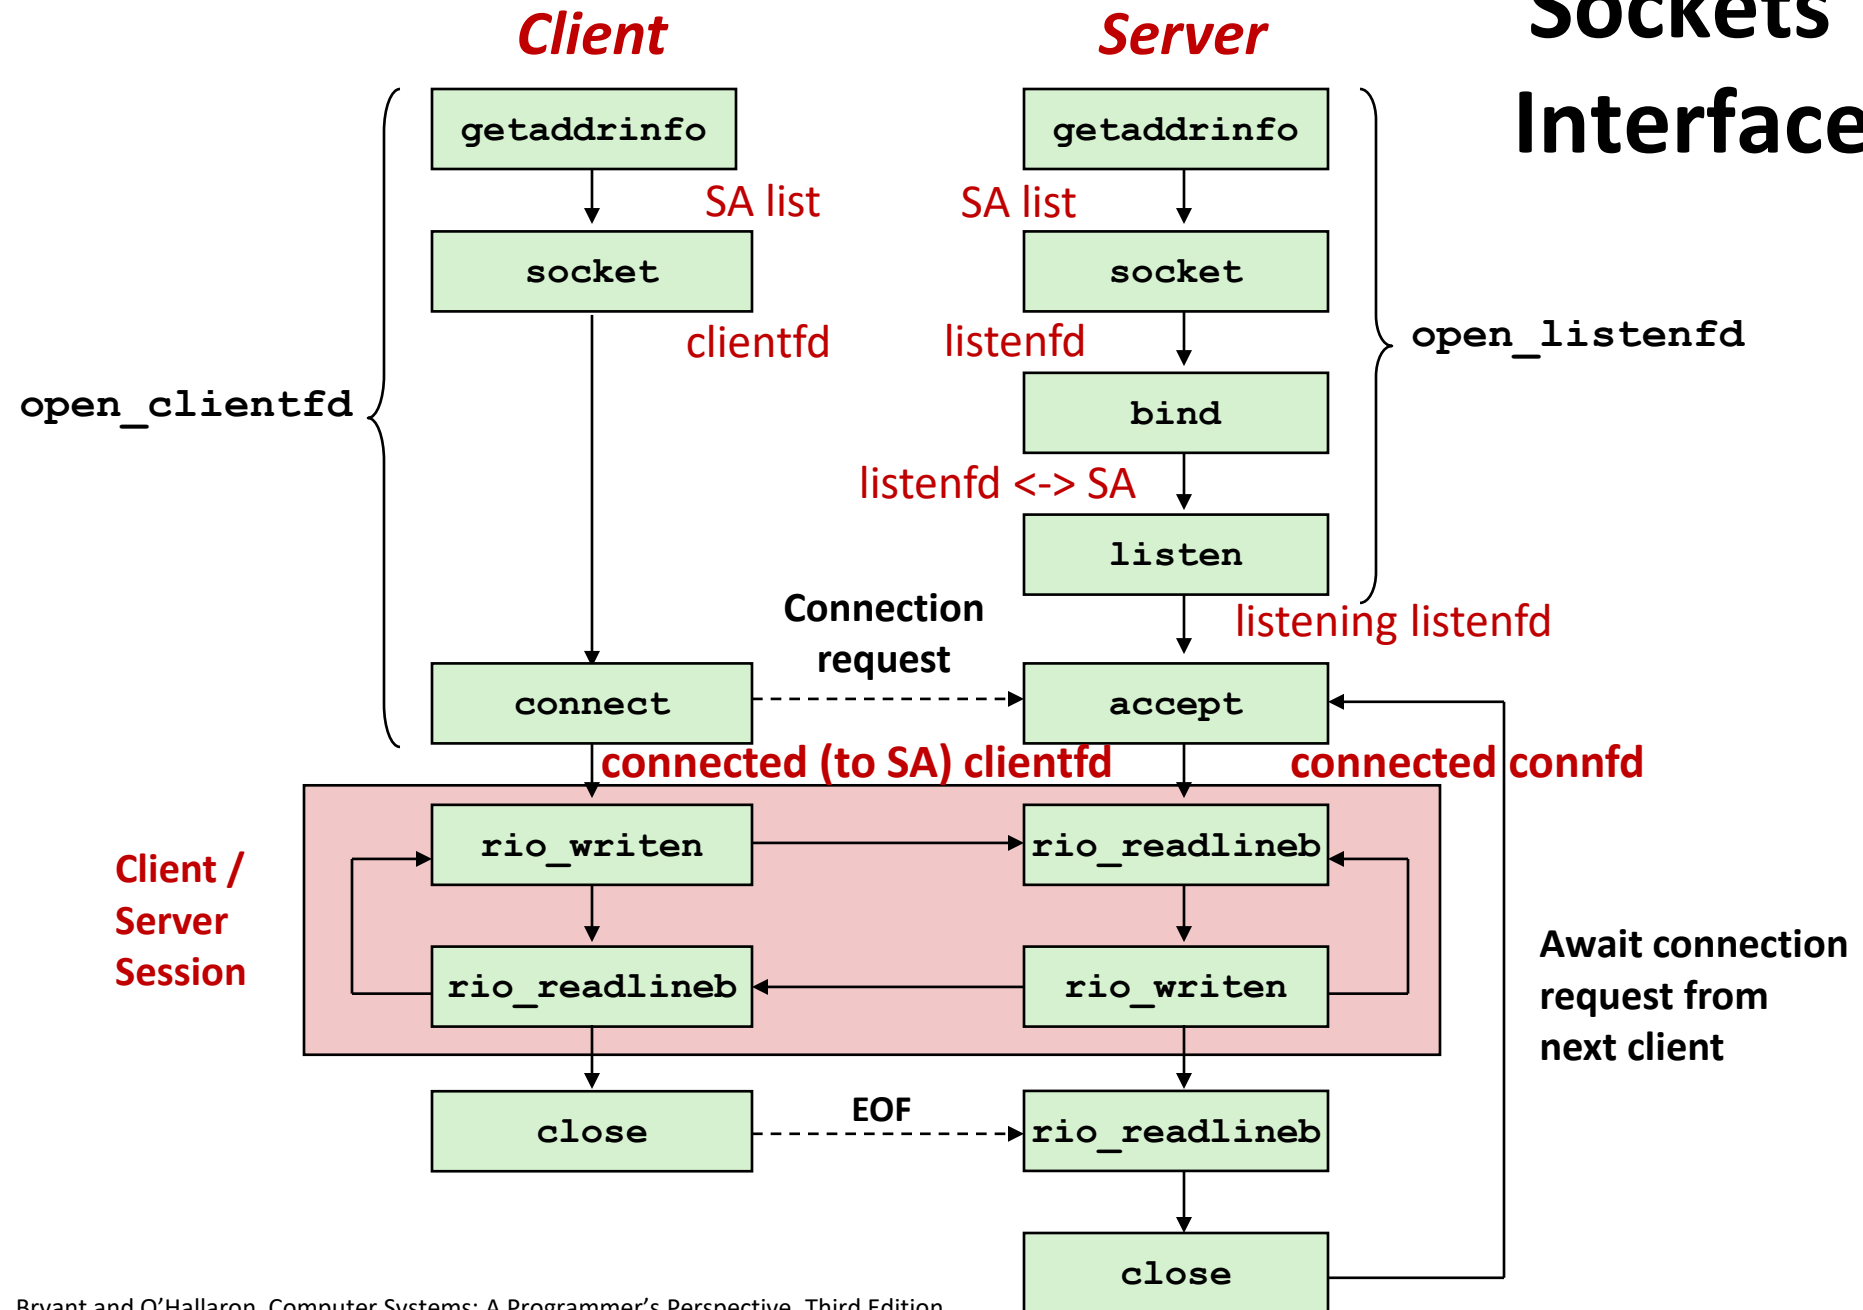 Sockets
Interface
Client
Server
getaddrinfo
getaddrinfo
SA list
SA list
socket
socket
clientfd
listenfd
open_clientfd
open_listenfd
bind
listenfd <-> SA
listen
Connection
request
listening listenfd
connect
accept
connected (to SA) clientfd
connected connfd
Client /
Server
Session
rio_writen
rio_readlineb
rio_readlineb
rio_writen
Await connection
request from
next client
close
EOF
rio_readlineb
close
Bryant and O'Hallaron, Computer Systems: A Programmer's Perspective, Third Edition